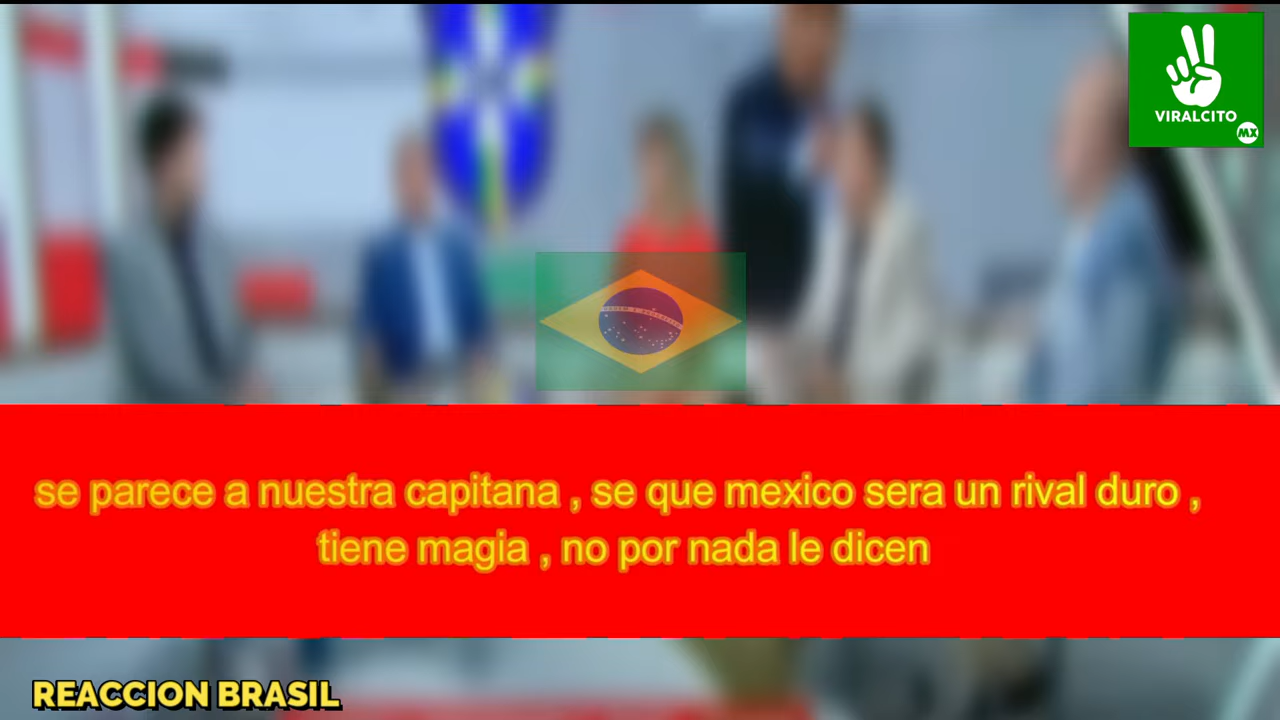 VIRALCITO
MX
se parece a nuestra capitana , se que mexico sera un rival duro ,
tiene magia , no por nada le dicen
REACCION BRASIL